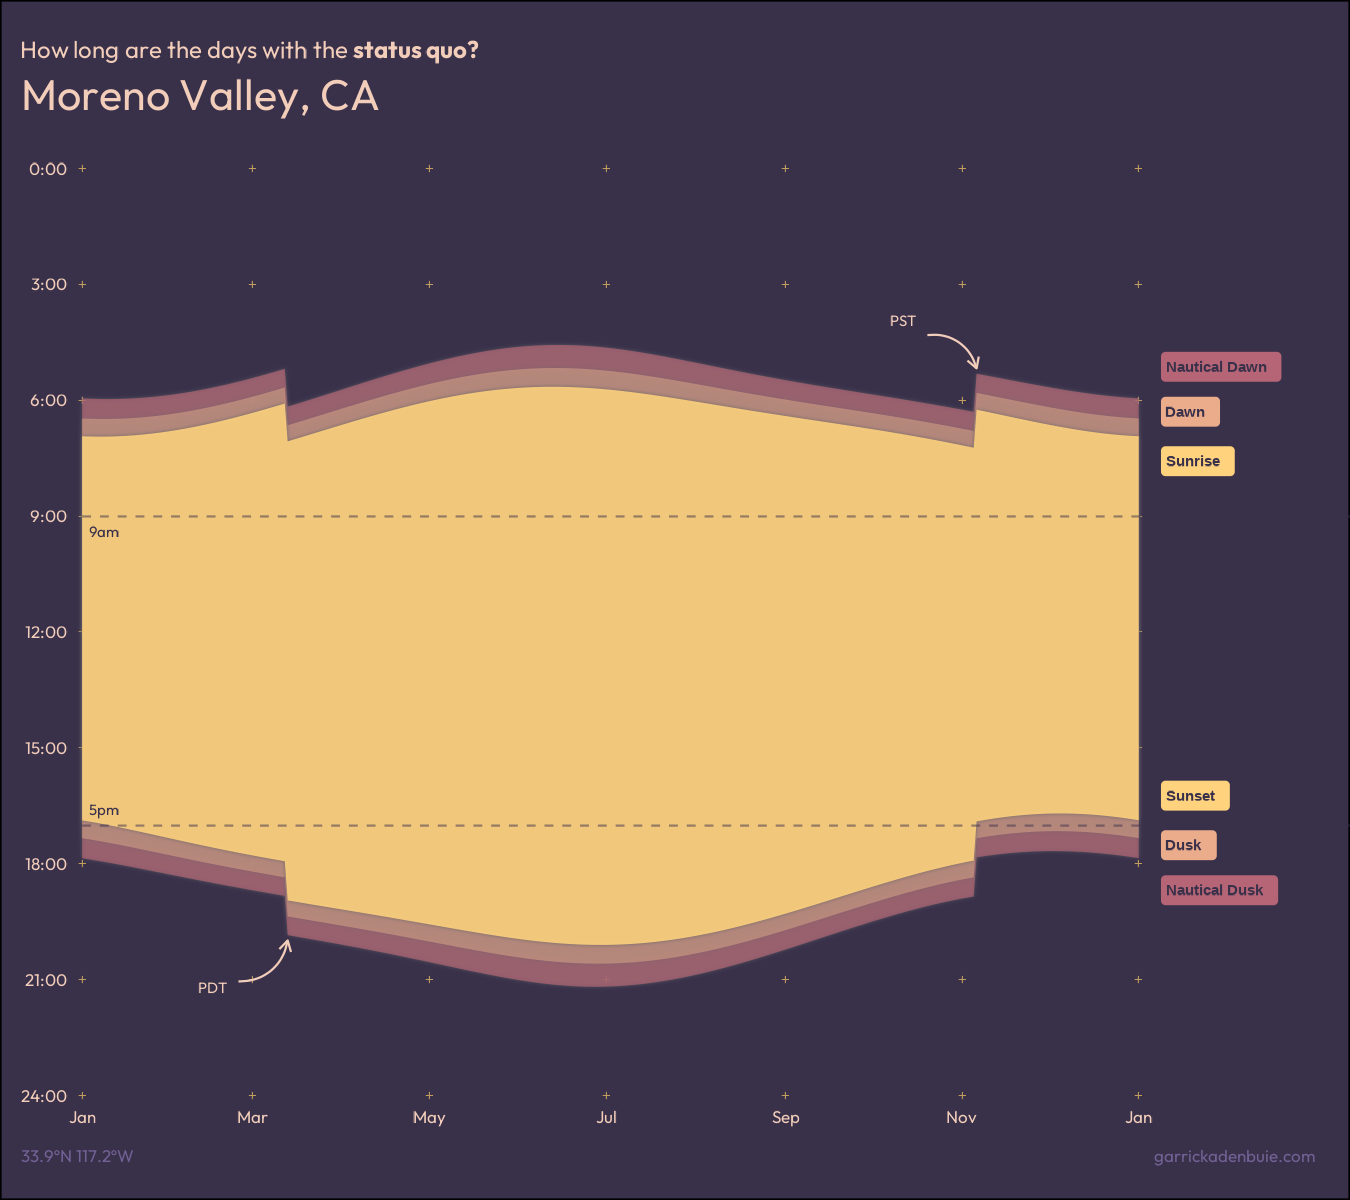 How long are the days with the status quo?
Moreno Valley, CA
0:00
3:00
PST
Nautical Dawn
6:00
Dawn
Sunrise
9:00
9am
12:00
15:00
Sunset
5pm
Dusk
18:00
Nautical Dusk
21:00
PDT
24:00
Jan Mar May Jul Sep Nov Jan
33.9°N 117.2°W
garrickadenbuie.com